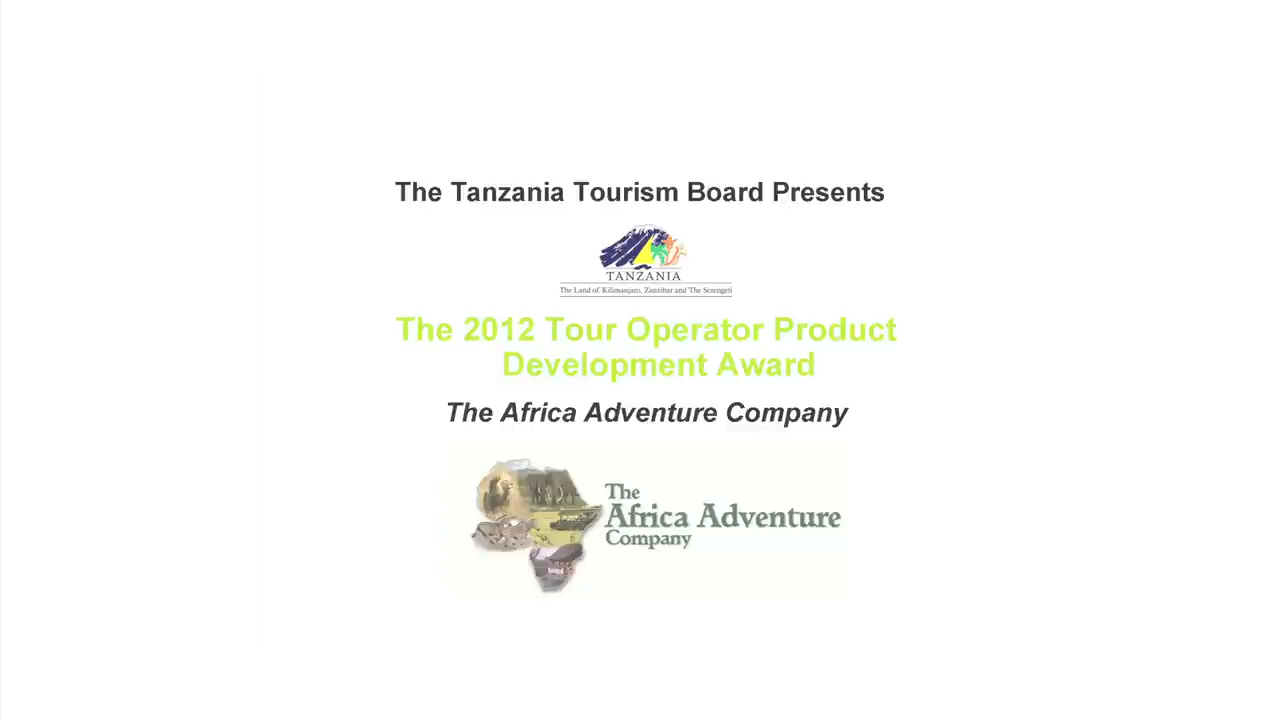 The Tanzania Tourism Board Presents
TANZANIA
The Land of Kilimanjaro, Zanzibar and The Serengeti
The 2012 Tour Operator Product
Development Award
The Africa Adventure Company
The
Africa Adventure
Company